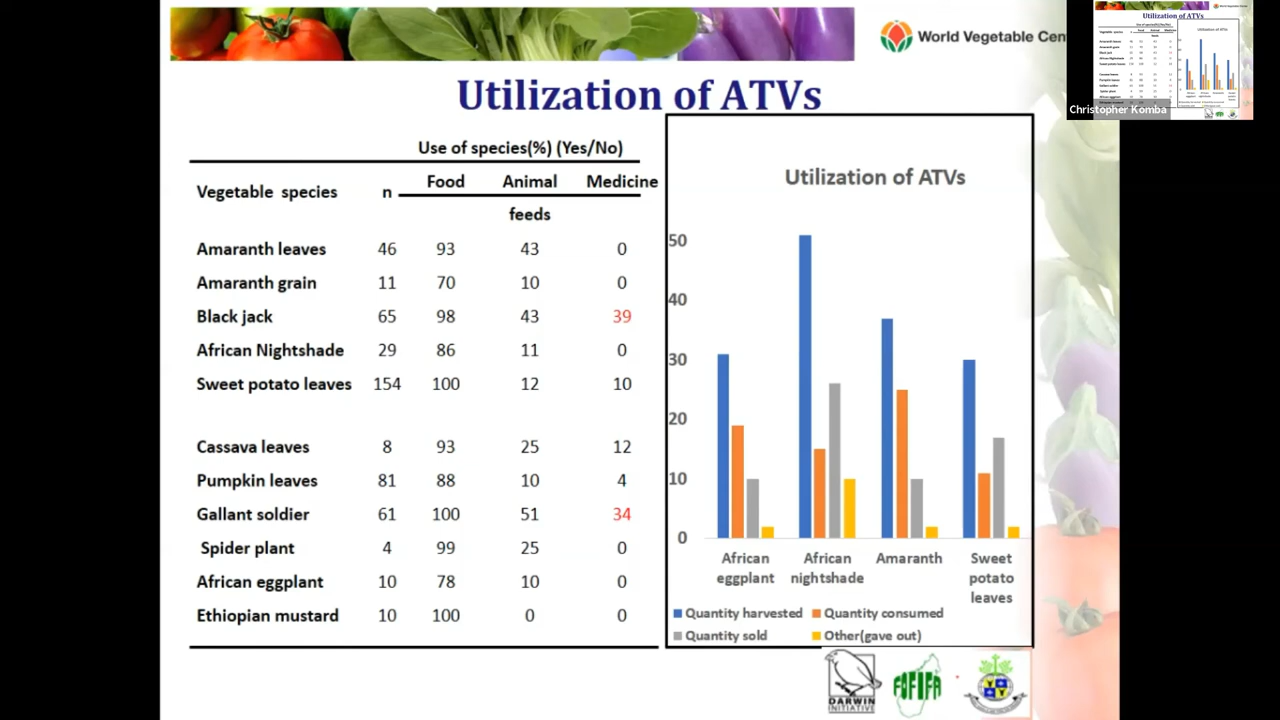 World Vegetable Cen
Utilization of ATVs
Use of species(%) (Yes/No)
Vegetable species n Food Animal feeds Medicine
Amaranth leaves 46 93 43 0
Amaranth grain 11 70 10 0
Black jack 65 98 43 39
African Nightshade 29 86 11 0
Sweet potato leaves 154 100 12 10
Cassava leaves 8 93 25 12
Pumpkin leaves 81 88 10 4
Gallant soldier 61 100 51 34
Spider plant 4 99 25 0
African eggplant 10 78 10 0
Ethiopian mustard 10 100 0 0
Utilization of ATVs
50
40
30
20
10
0
African eggplant
African nightshade
Amaranth
Sweet potato leaves
Quantity harvested Quantity consumed
Quantity sold Other(gave out)
DARWIN
INITIATIVE
FOFIFA
Utilization of ATVs
Christopher Komba